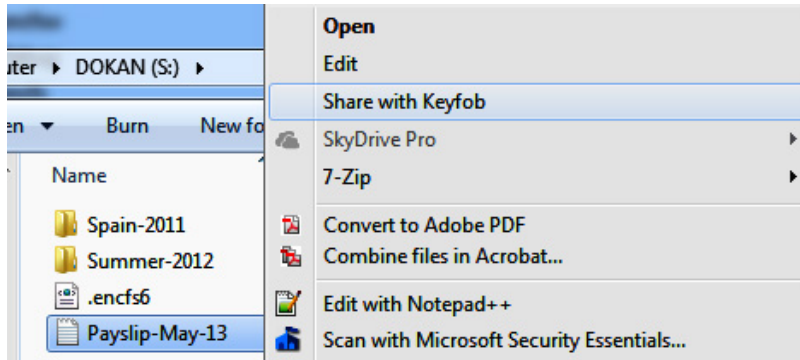 Open
Edit
Share with Keyfob
SkyDrive Pro
7-Zip
Convert to Adobe PDF
Combine files in Acrobat...
Edit with Notepad++
Scan with Microsoft Security Essentials...
uter ▸ DOKAN (S:) ▸
en Burn New fo
Name
Spain-2011
Summer-2012
.encfs6
Payslip-May-13